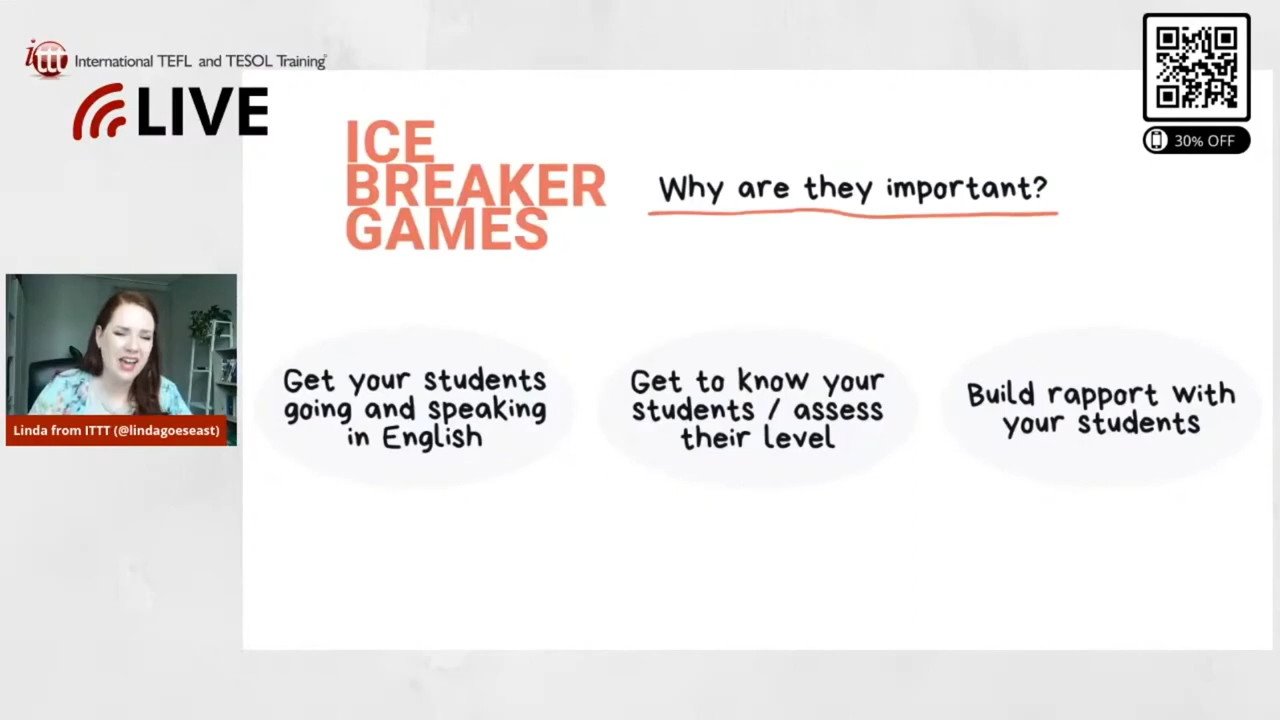 ittt International TEFL and TESOL Training
LIVE
30% OFF
ICE
BREAKER
GAMES
Why are they important?
Get your students
going and speaking
in English
Get to know your
students / assess
their level
Build rapport with
your students
Linda from ITTT (@lindagoeseast)